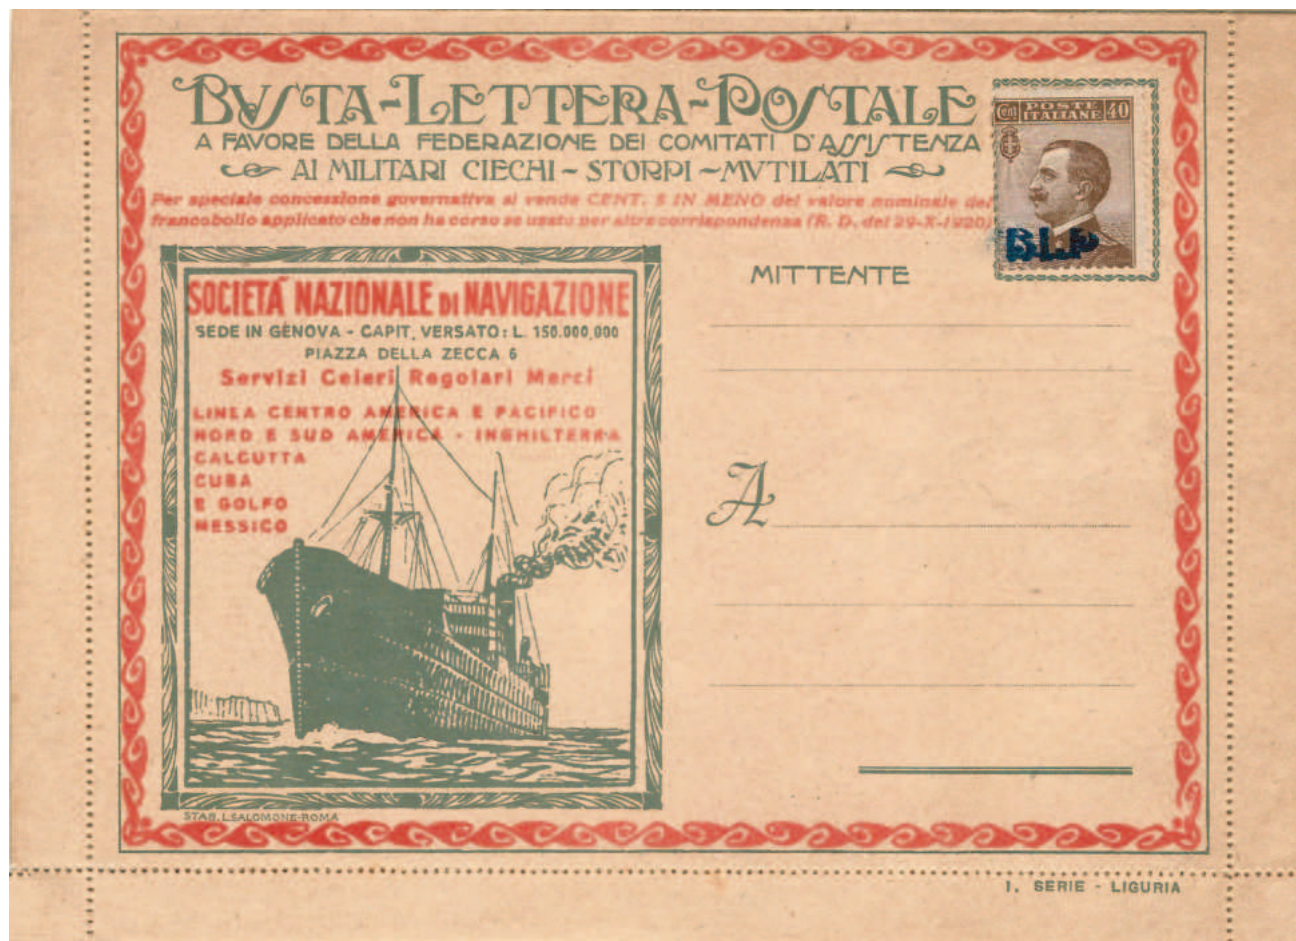 BVSTA-LETTERA-POSTALE
A FAVORE DELLA FEDERAZIONE DEI COMITATI D'ASSISTENZA
AI MILITARI CIECHI - STORPI - MVTILATI
Per speciale concessione governativa si vende CENT. 5 IN MENO del valore nominale del
francobollo applicato che non ha corso se usato per altra corrispondenza (R. D. del 29-X-1920)
Cent POSTE ITALIANE 40
B.L.P
SOCIETÀ NAZIONALE DI NAVIGAZIONE
SEDE IN GENOVA - CAPIT. VERSATO: L. 150.000.000
PIAZZA DELLA ZECCA 6
Servizi Celeri Regolari Merci
LINEA CENTRO AMERICA E PACIFICO
NORD E SUD AMERICA - INGHILTERRA
CALCUTTA
CUBA
E GOLFO
MESSICO
STAB. L. SALOMONE-ROMA
MITTENTE
A
1. SERIE - LIGURIA